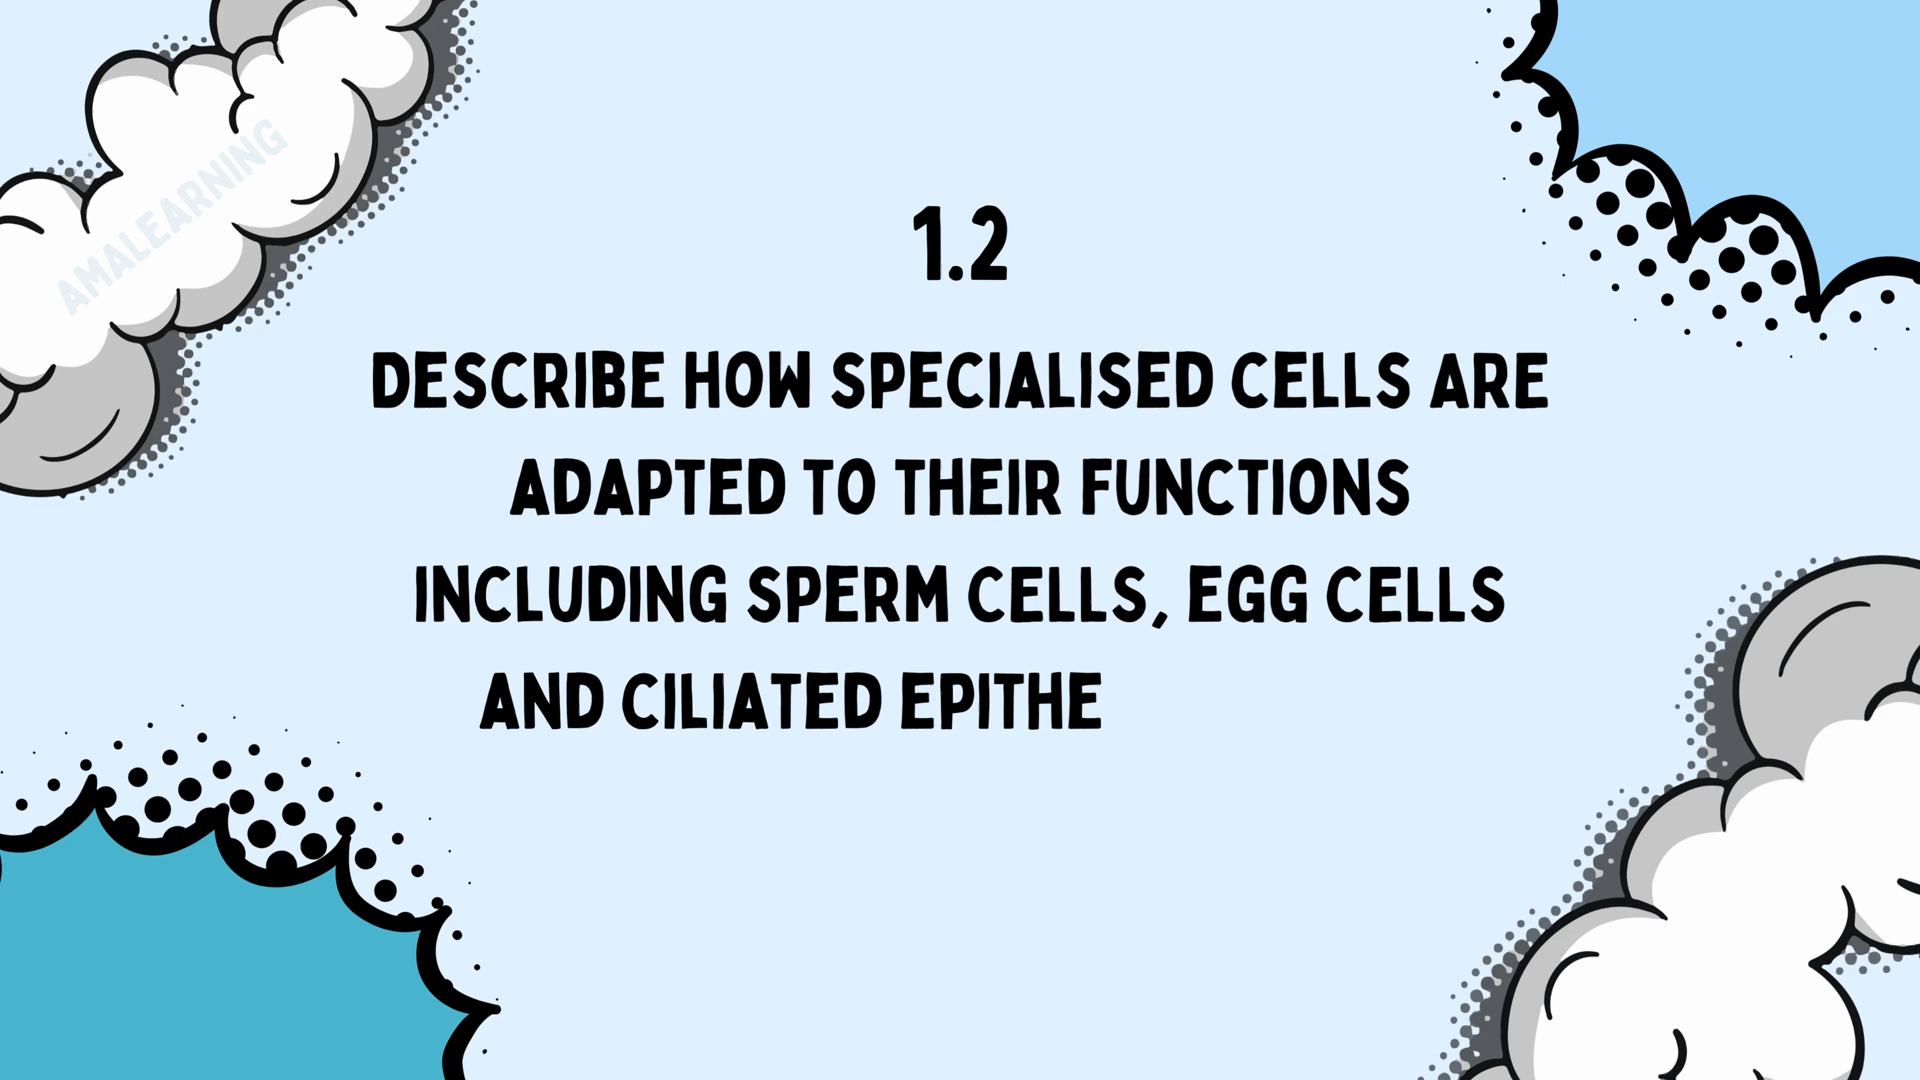 1.2
DESCRIBE HOW SPECIALISED CELLS ARE
ADAPTED TO THEIR FUNCTIONS
INCLUDING SPERM CELLS, EGG CELLS
AND CILIATED EPITHE
AMALEARNING